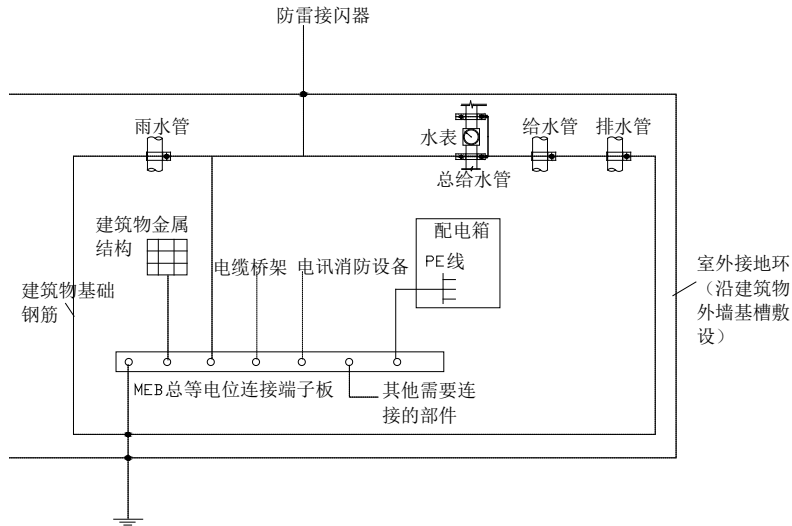 防雷接闪器
雨水管
水表
给水管
排水管
总给水管
建筑物金属
结构
电缆桥架
电讯消防设备
配电箱
PE线
室外接地环
（沿建筑物
外墙基槽敷
设）
建筑物基础
钢筋
MEB总等电位连接端子板
其他需要连
接的部件